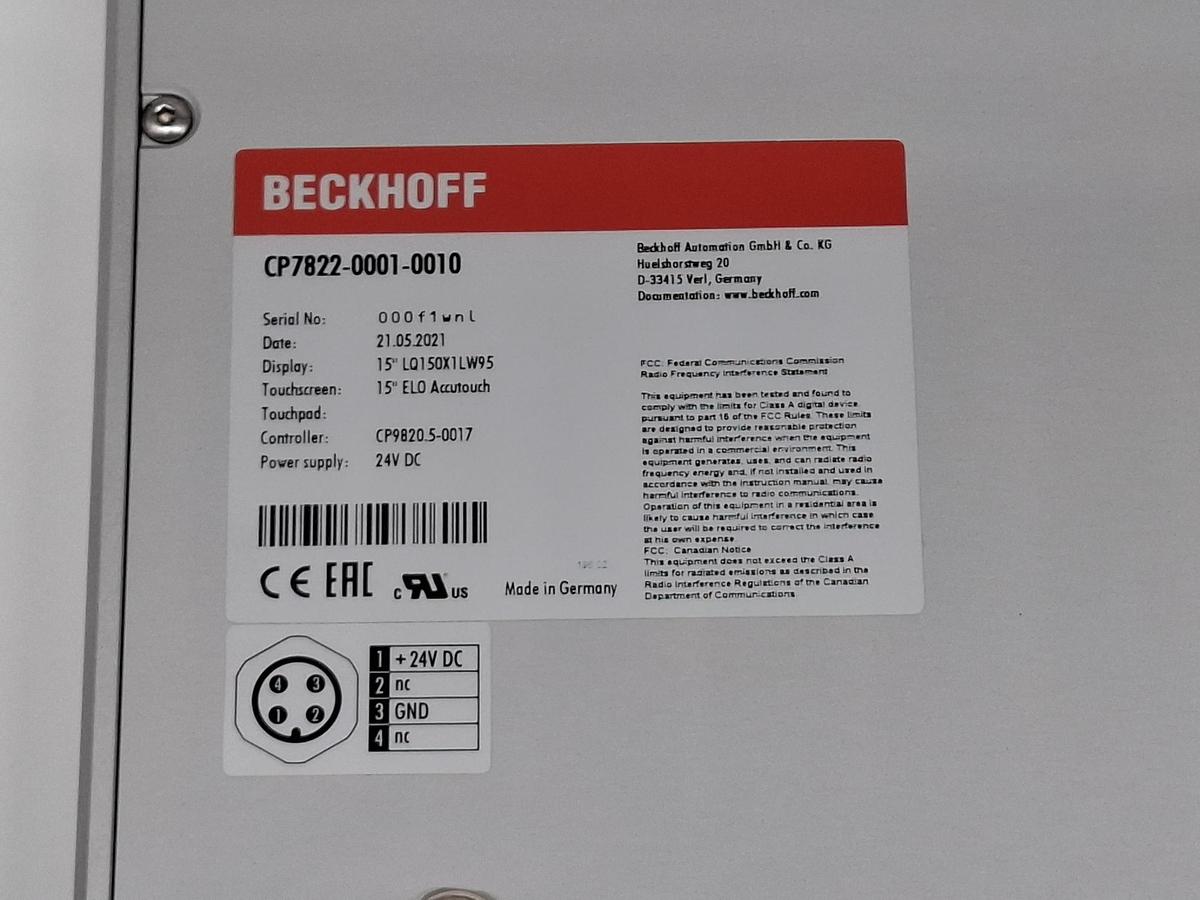 BECKHOFF
CP7822-0001-0010
Serial No: 000f1wnl
Date: 21.05.2021
Display: 15" LQ150X1LW95
Touchscreen: 15" ELO Accutouch
Touchpad:
Controller: CP9820.5-0017
Power supply: 24V DC
CE EAC c RU US
Made in Germany
Beckhoff Automation GmbH & Co. KG
Huelshorstweg 20
D-33415 Verl, Germany
Documentation: www.beckhoff.com
FCC: Federal Communications Commission
Radio Frequency Interference Statement
This equipment has been tested and found to
comply with the limits for Class A digital device
pursuant to part 16 of the FCC Rules. These limits
are designed to provide reasonable protection
against harmful interference when the equipment
is operated in a commercial environment. This
equipment generates, uses, and can radiate radio
frequency energy and, if not installed and used in
accordance with the instruction manual, may cause
harmful interference to radio communications.
Operation of this equipment in a residential area is
likely to cause harmful interference in which case
the user will be required to correct the interference
at his own expense.
FCC: Canadian Notice
This equipment does not exceed the Class A
limits for radiated emissions as described in the
Radio Interference Regulations of the Canadian
Department of Communications.
4 3
1 2
1 +24V DC
2 nc
3 GND
4 nc